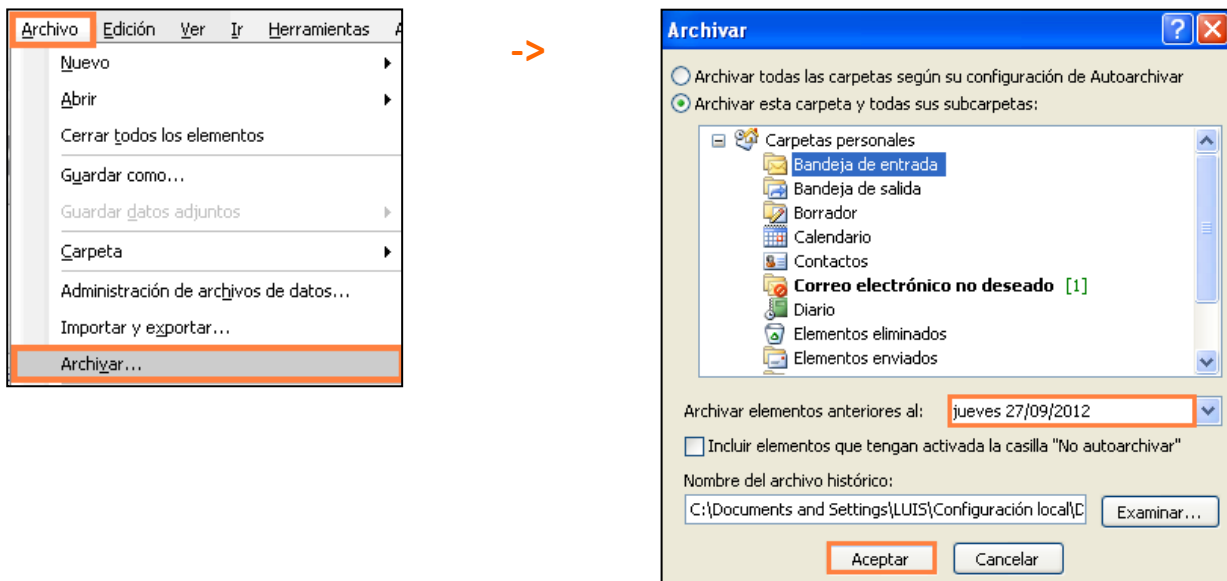 Archivo Edición Ver Ir Herramientas
Nuevo
Abrir
Cerrar todos los elementos
Guardar como...
Guardar datos adjuntos
Carpeta
Administración de archivos de datos...
Importar y exportar...
Archivar...
->
Archivar
Archivar todas las carpetas según su configuración de Autoarchivar
Archivar esta carpeta y todas sus subcarpetas:
Carpetas personales
Bandeja de entrada
Bandeja de salida
Borrador
Calendario
Contactos
Correo electrónico no deseado [1]
Diario
Elementos eliminados
Elementos enviados
Archivar elementos anteriores al: jueves 27/09/2012
Incluir elementos que tengan activada la casilla "No autoarchivar"
Nombre del archivo histórico:
C:\Documents and Settings\LUIS\Configuración local\D Examinar...
Aceptar Cancelar